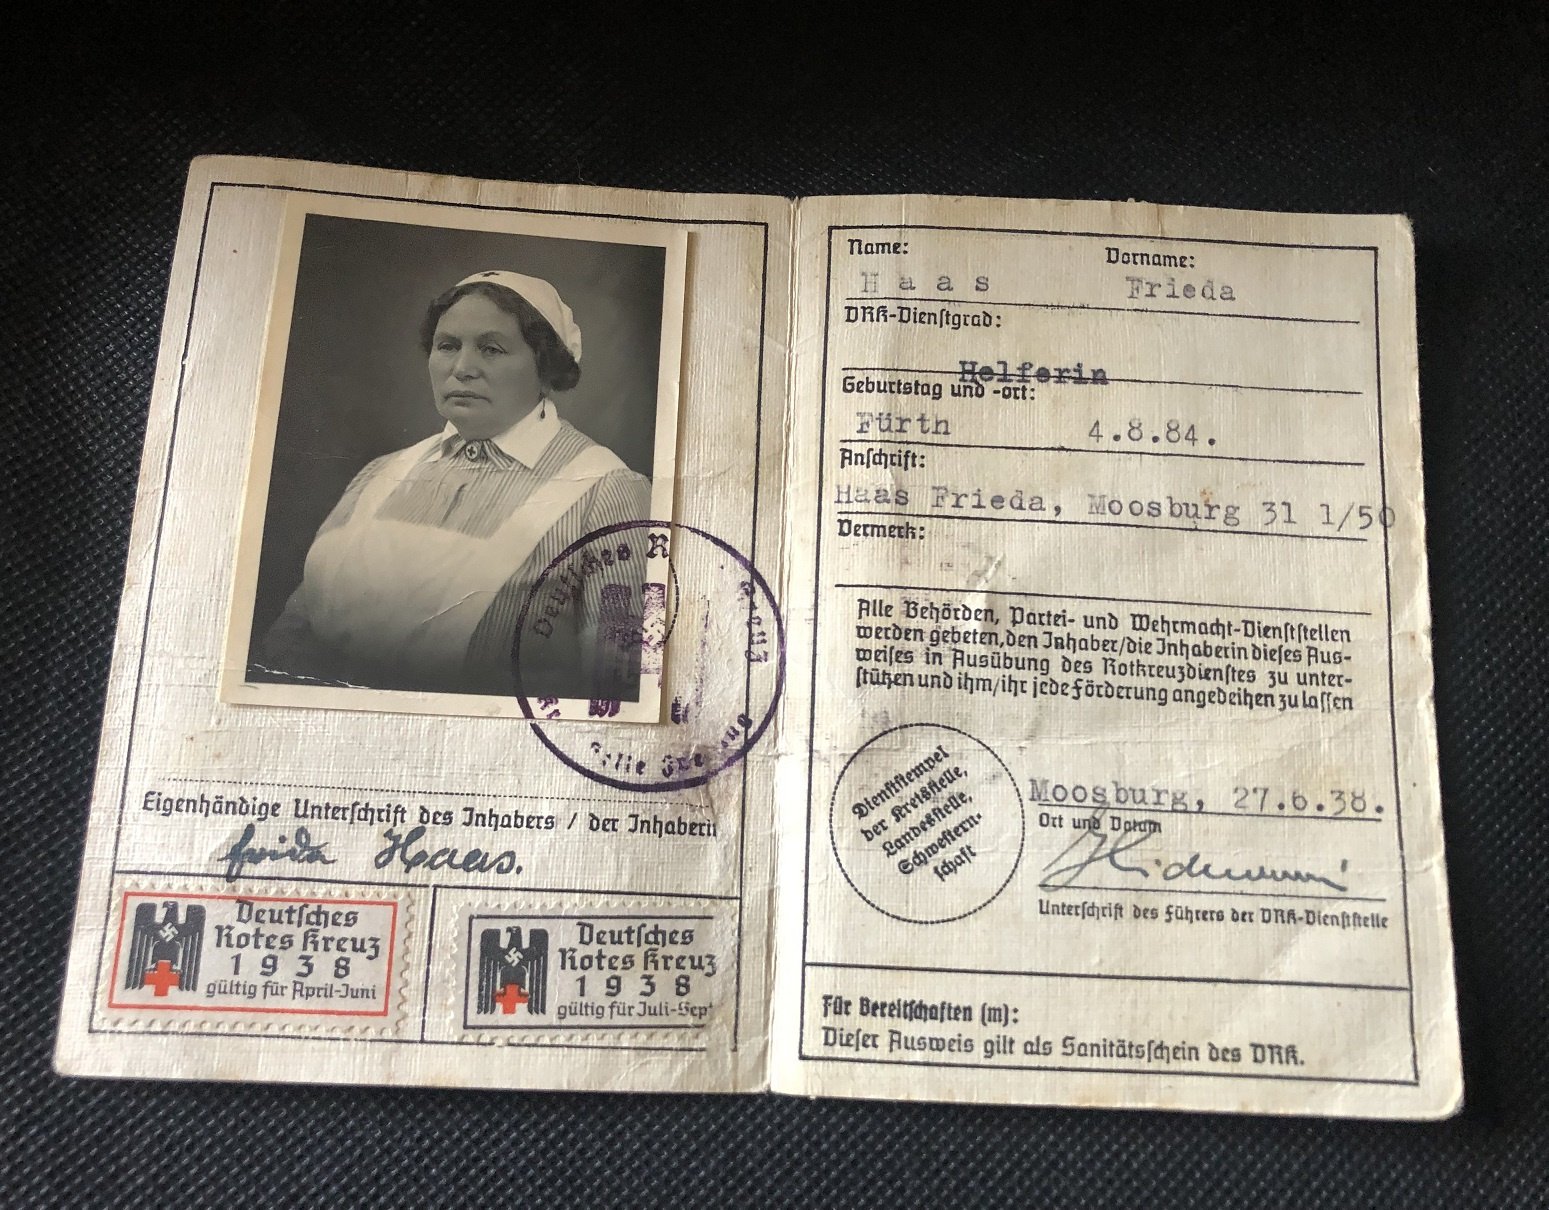 Deutsches R
Eigenhändige Unterschrift des Inhabers / der Inhaberin
Frida Haas.
Deutsches
Rotes Kreuz
1938
gültig für April-Juni
Deutsches
Rotes Kreuz
1938
gültig für Juli-Sept
Name: Vorname:
Haas Frieda
DRK-Dienstgrad:
Helferin
Geburtstag und -ort:
Fürth 4.8.84.
Anschrift:
Haas Frieda, Moosburg 31 1/50
Vermerk:
Alle Behörden, Partei- und Wehrmacht-Dienststellen
werden gebeten, den Inhaber/die Inhaberin dieses Aus-
weises in Ausübung des Rotkreuzdienstes zu unter-
stützen und ihm/ihr jede Förderung angedeihen zu lassen
Dienststempel
der Kreisstelle,
Landesstelle,
Schwestern-
schaft
Moosburg, 27.6.38.
Ort und Datum
Unterschrift des Führers der DRK-Dienststelle
Für Bereitschaften (m):
Dieser Ausweis gilt als Sanitätsschein des DRK.